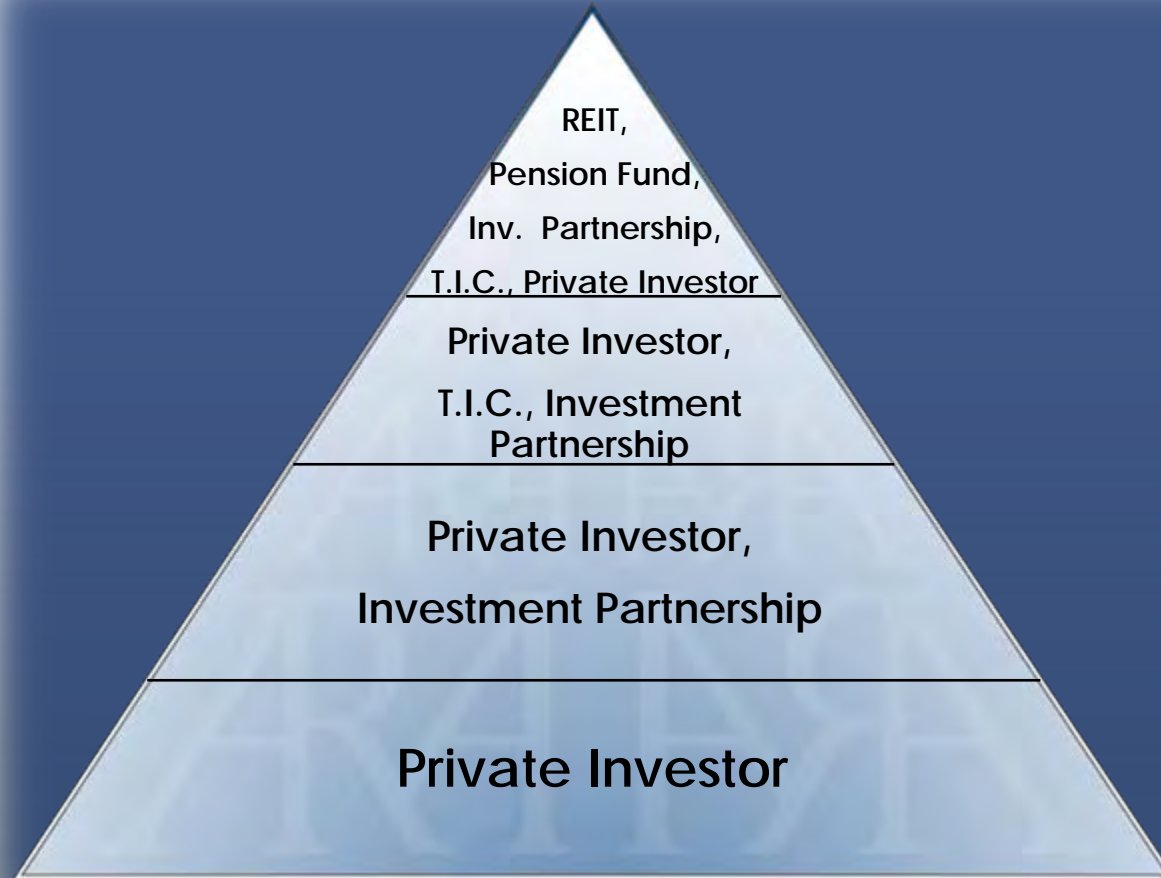 REIT,
Pension Fund,
Inv. Partnership,
T.I.C., Private Investor
Private Investor,
T.I.C., Investment
Partnership
Private Investor,
Investment Partnership
Private Investor